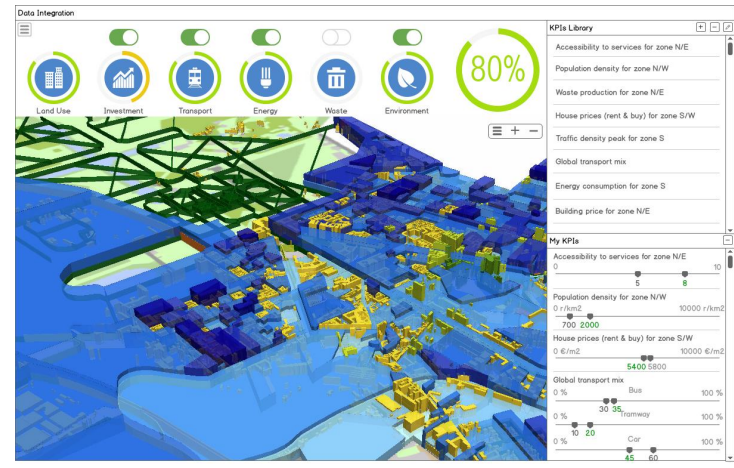 Data Integration
80%
Land Use
Investment
Transport
Energy
Waste
Environment
KPIs Library
Accessibility to services for zone N/E
Population density for zone N/W
Waste production for zone N/E
House prices (rent & buy) for zone S/W
Traffic density peak for zone S
Global transport mix
Energy consumption for zone S
Building price for zone N/E
My KPIs
Accessibility to services for zone N/E
0 10
5 8
Population density for zone N/W
0 r/km2 10000 r/km2
700 2000
House prices (rent & buy) for zone S/W
0 €/m2 10000 €/m2
5400 5800
Global transport mix
0 % Bus 100 %
30 35
0 % Tramway 100 %
10 20
0 % Car 100 %
45 60